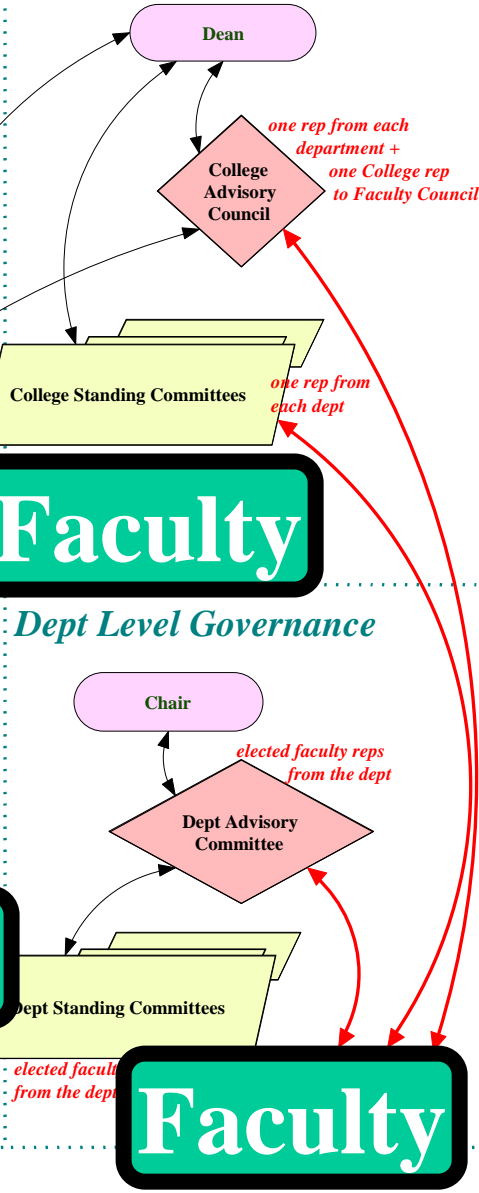 Dean
one rep from each
department +
one College rep
to Faculty Council
College
Advisory
Council
one rep from
each dept
College Standing Committees
Faculty
Dept Level Governance
Chair
elected faculty reps
from the dept
Dept Advisory
Committee
Dept Standing Committees
elected facult
from the dept
Faculty